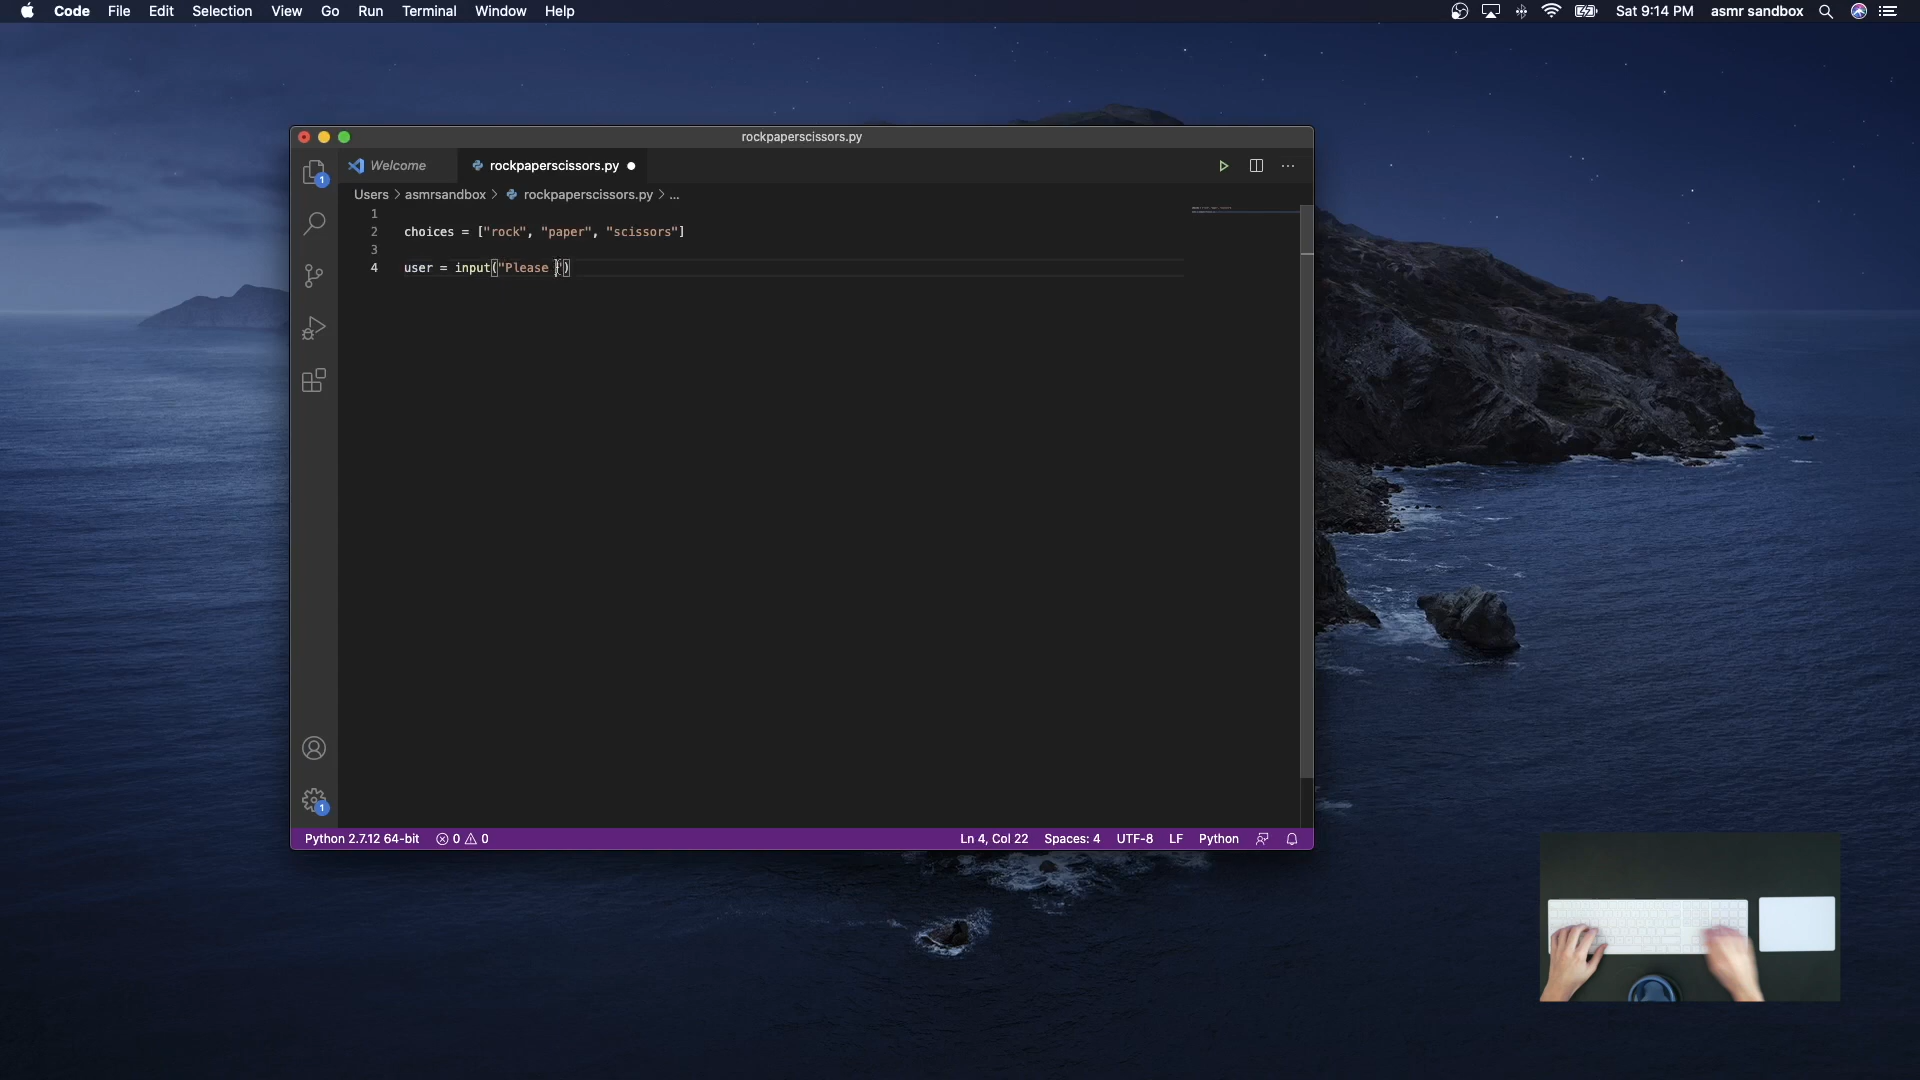 Code File Edit Selection View Go Run Terminal Window Help Sat 9:14 PM asmr sandbox
rockpaperscissors.py
Welcome rockpaperscissors.py
1
Users > asmrsandbox > rockpaperscissors.py > ...
1
2 choices = ["rock", "paper", "scissors"]
3
4 user = input("Please ")
1
Python 2.7.12 64-bit 0 0 Ln 4, Col 22 Spaces: 4 UTF-8 LF Python